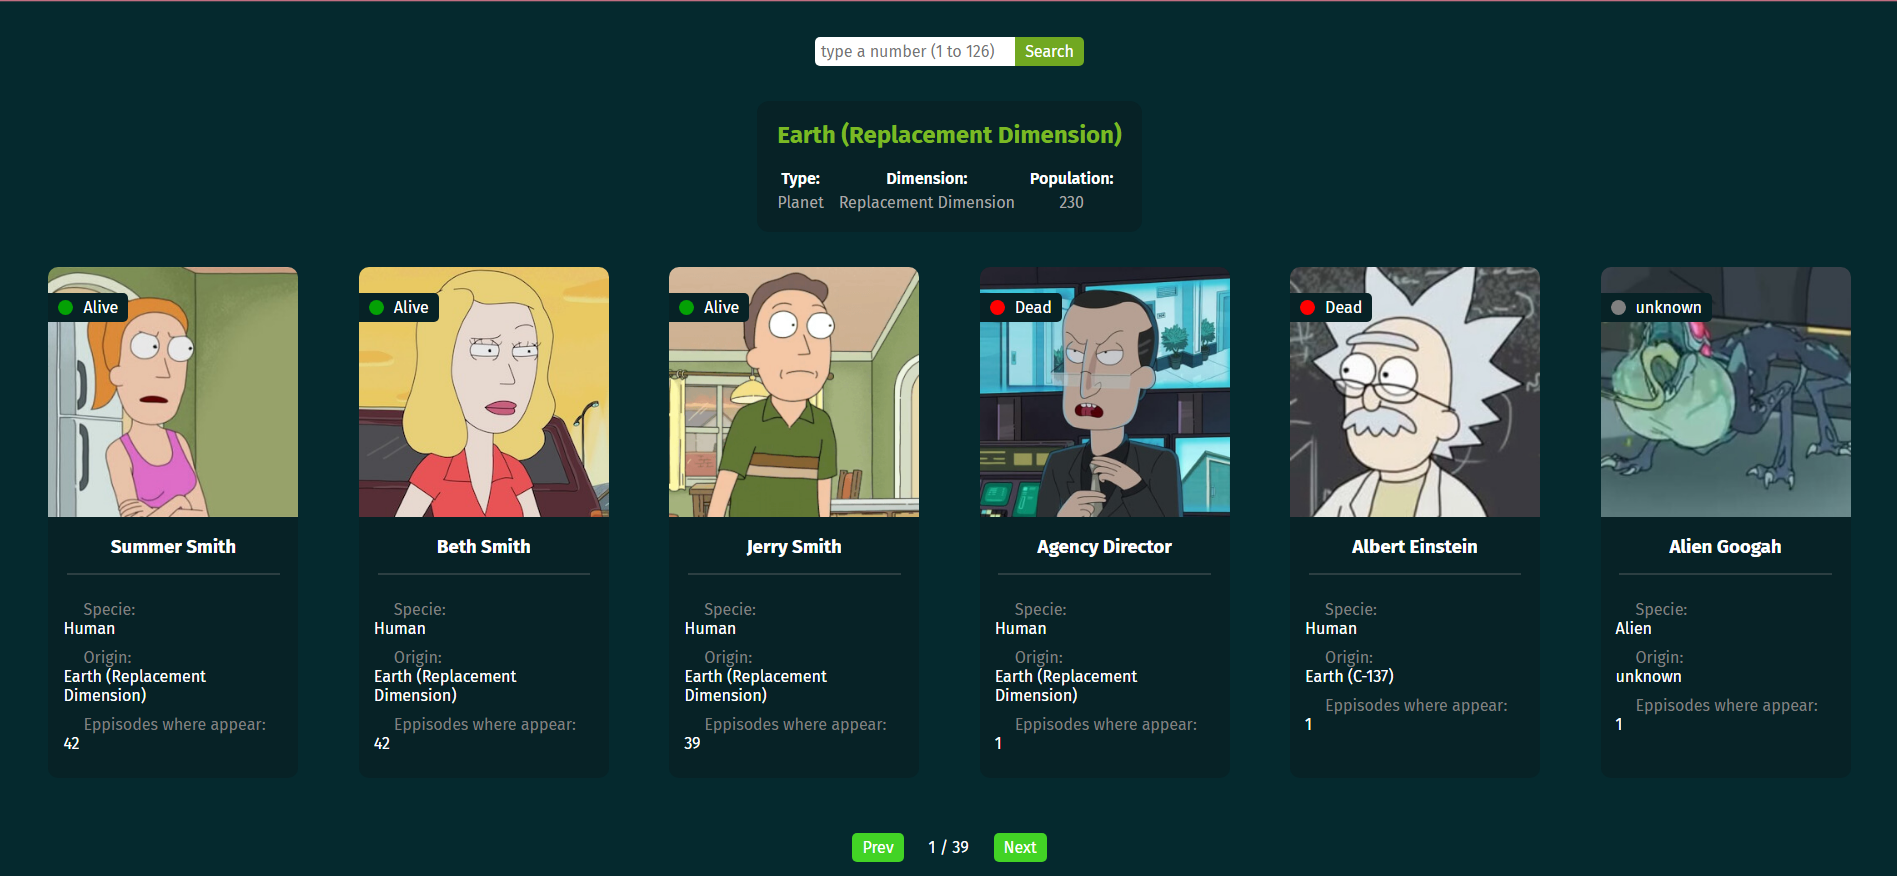 type a number (1 to 126) Search
Earth (Replacement Dimension)
Type: Dimension: Population:
Planet Replacement Dimension 230
Alive
Summer Smith
Specie:
Human
Origin:
Earth (Replacement
Dimension)
Eppisodes where appear:
42
Alive
Beth Smith
Specie:
Human
Origin:
Earth (Replacement
Dimension)
Eppisodes where appear:
42
Alive
Jerry Smith
Specie:
Human
Origin:
Earth (Replacement
Dimension)
Eppisodes where appear:
39
Dead
Agency Director
Specie:
Human
Origin:
Earth (Replacement
Dimension)
Eppisodes where appear:
1
Dead
Albert Einstein
Specie:
Human
Origin:
Earth (C-137)
Eppisodes where appear:
1
unknown
Alien Googah
Specie:
Alien
Origin:
unknown
Eppisodes where appear:
1
Prev 1 / 39 Next